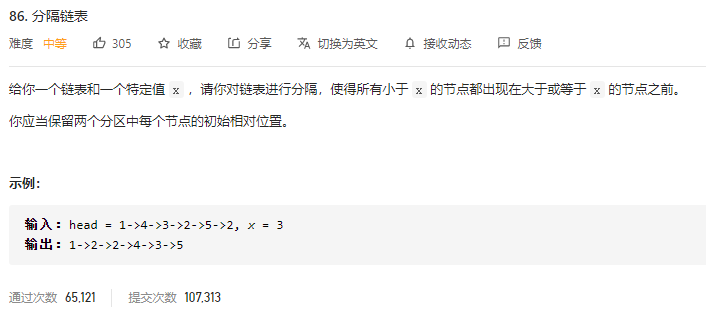 86. 分隔链表
难度 中等 305 收藏 分享 切换为英文 接收动态 反馈
给你一个链表和一个特定值 x ，请你对链表进行分隔，使得所有小于 x 的节点都出现在大于或等于 x 的节点之前。
你应当保留两个分区中每个节点的初始相对位置。
示例：
输入：head = 1->4->3->2->5->2, x = 3
输出：1->2->2->4->3->5
通过次数 65,121 提交次数 107,313